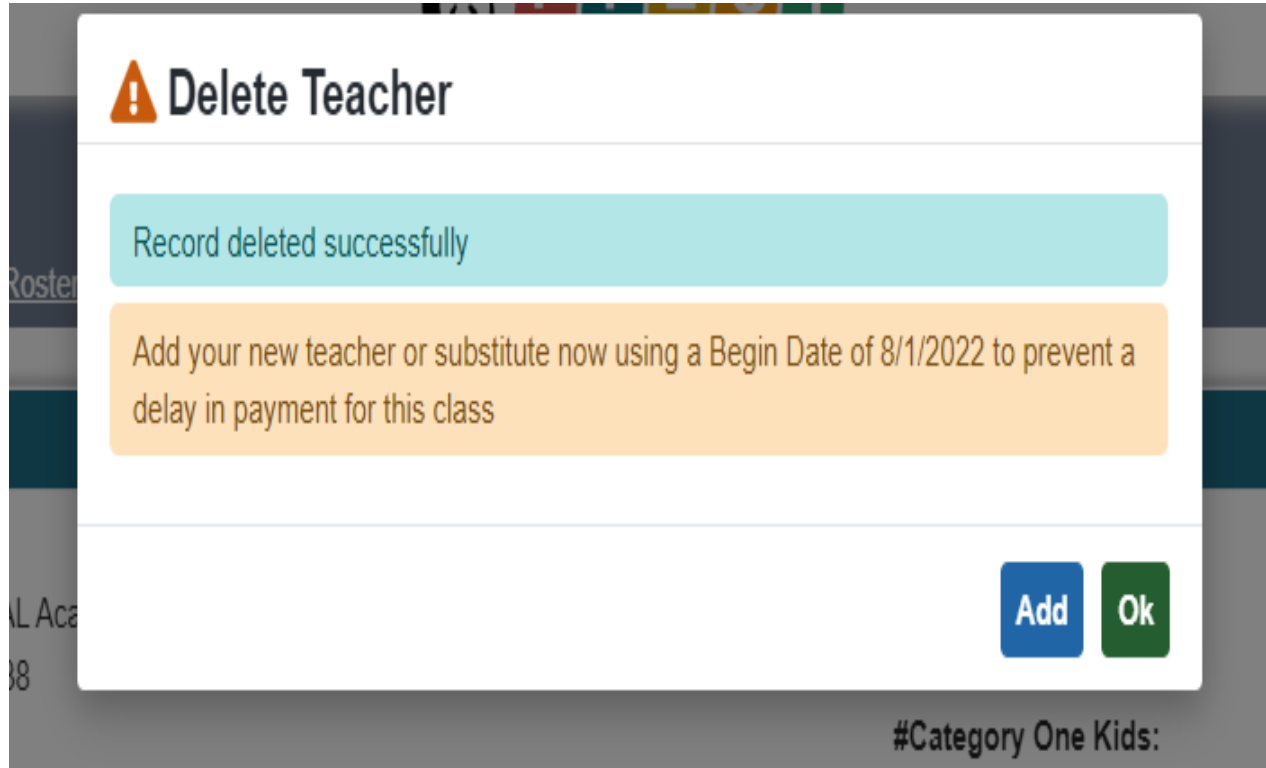 Delete Teacher
Record deleted successfully
Roster
Add your new teacher or substitute now using a Begin Date of 8/1/2022 to prevent a
delay in payment for this class
Add Ok
#Category One Kids: